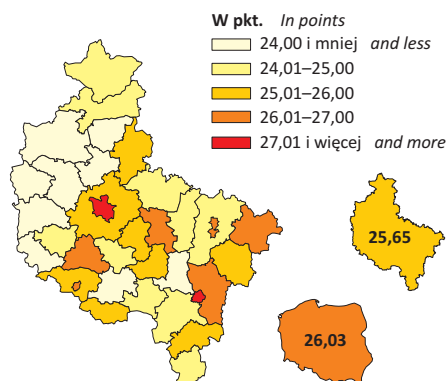 W pkt. In points
24,00 i mniej and less
24,01–25,00
25,01–26,00
26,01–27,00
27,01 i więcej and more
25,65
26,03